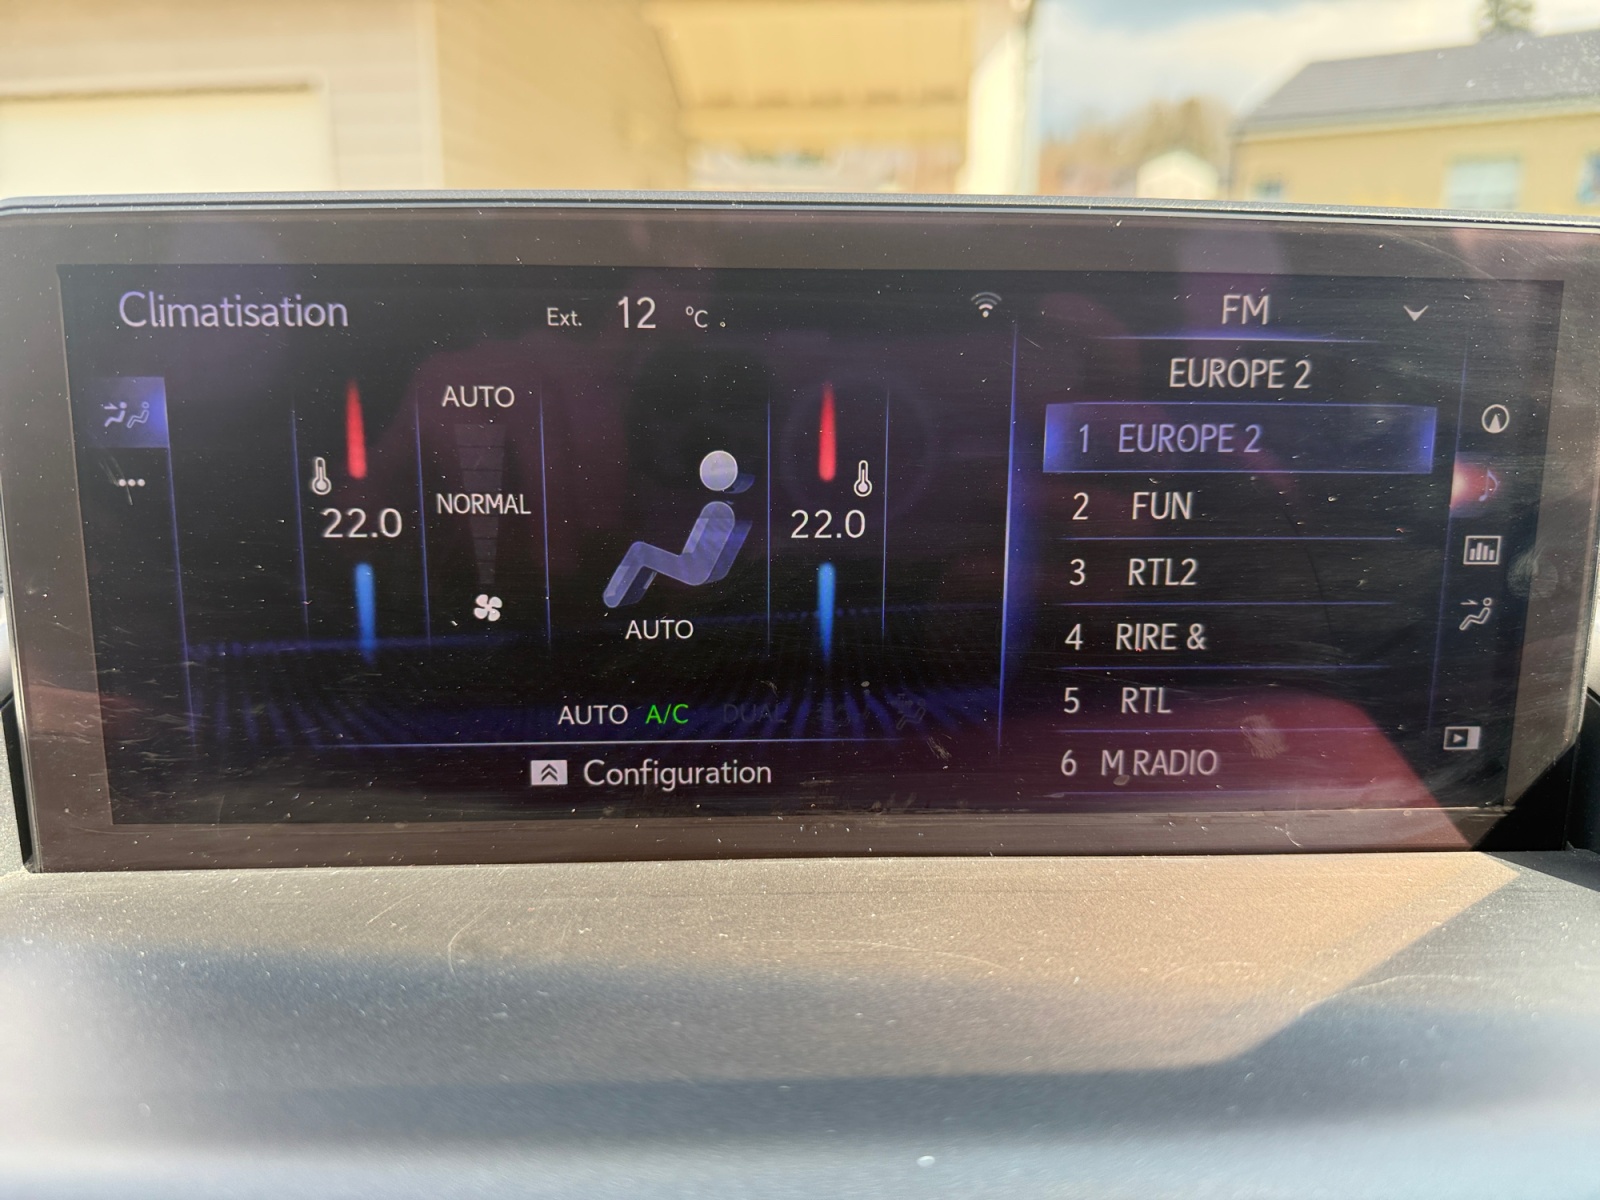 Climatisation
Ext. 12 °C
AUTO
NORMAL
22.0
22.0
AUTO
AUTO A/C DUAL
Configuration
FM
EUROPE 2
1 EUROPE 2
2 FUN
3 RTL2
4 RIRE &
5 RTL
6 M RADIO